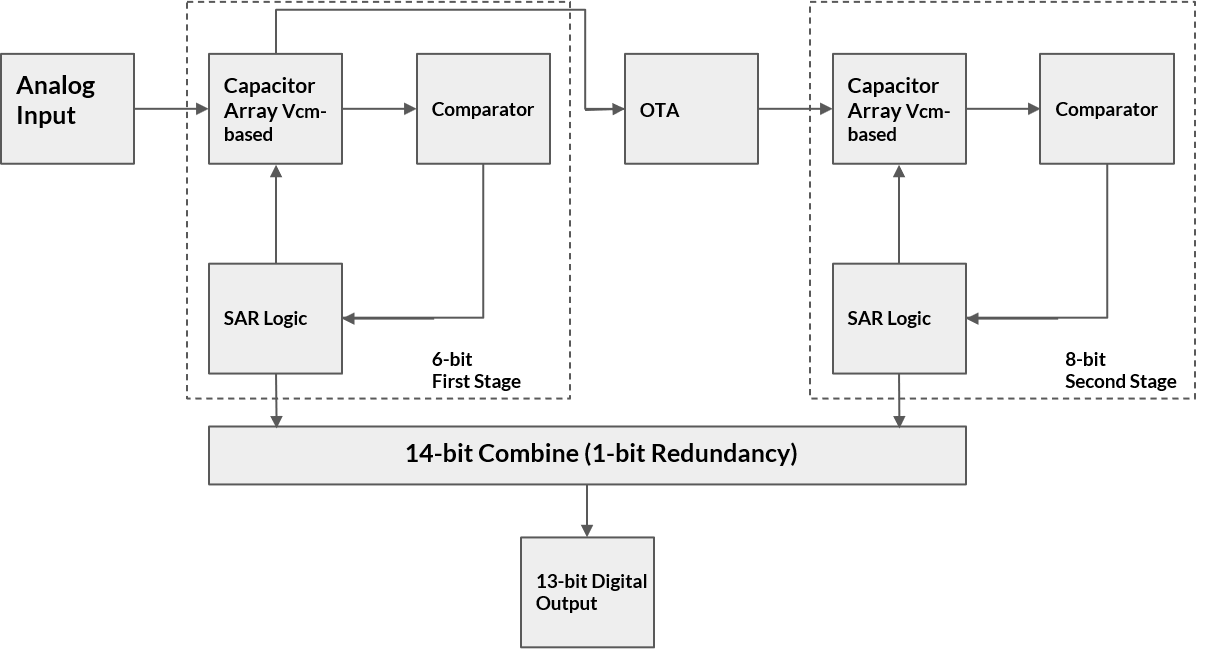 Analog
Input
Capacitor
Array Vcm-
based
Comparator
OTA
Capacitor
Array Vcm-
based
Comparator
SAR Logic
6-bit
First Stage
SAR Logic
8-bit
Second Stage
14-bit Combine (1-bit Redundancy)
13-bit Digital
Output